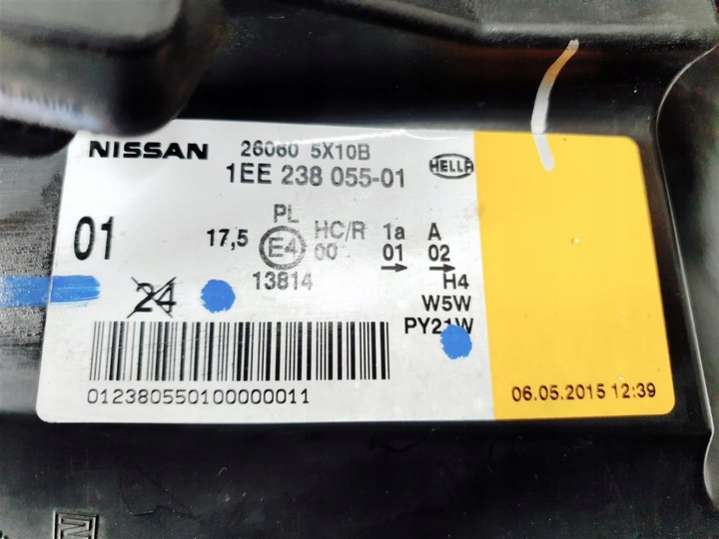 NISSAN 26060 5X10B
1EE 238 055-01 HELLA
01 17,5 PL E4 HC/R 1a A
00 01 02
13814 H4
24 W5W
PY21W
012380550100000011
06.05.2015 12:39
N